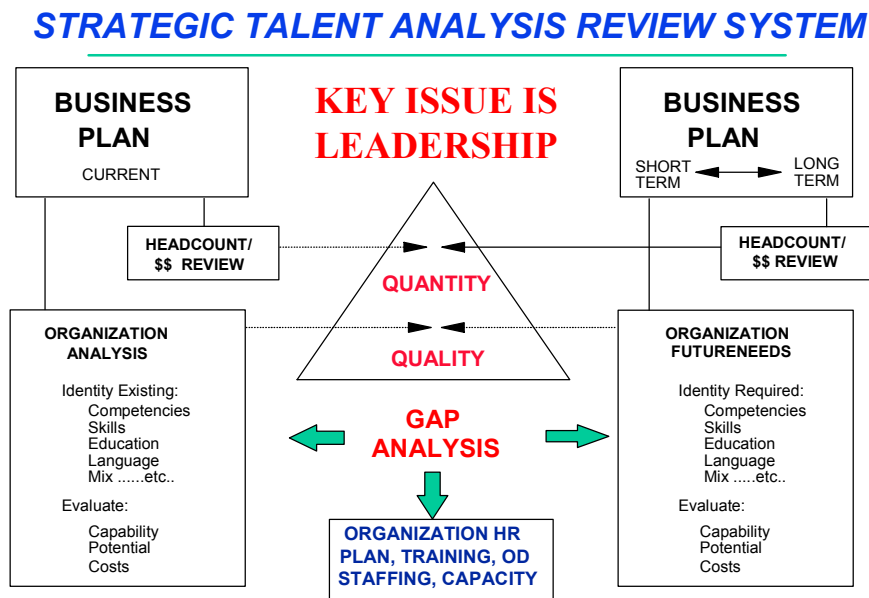 STRATEGIC TALENT ANALYSIS REVIEW SYSTEM
BUSINESS
PLAN
CURRENT
KEY ISSUE IS
LEADERSHIP
BUSINESS
PLAN
SHORT
TERM
LONG
TERM
HEADCOUNT/
$$ REVIEW
HEADCOUNT/
$$ REVIEW
QUANTITY
QUALITY
ORGANIZATION
ANALYSIS
Identity Existing:
Competencies
Skills
Education
Language
Mix ......etc..
Evaluate:
Capability
Potential
Costs
GAP
ANALYSIS
ORGANIZATION HR
PLAN, TRAINING, OD
STAFFING, CAPACITY
ORGANIZATION
FUTURENEEDS
Identity Required:
Competencies
Skills
Education
Language
Mix .....etc..
Evaluate:
Capability
Potential
Costs